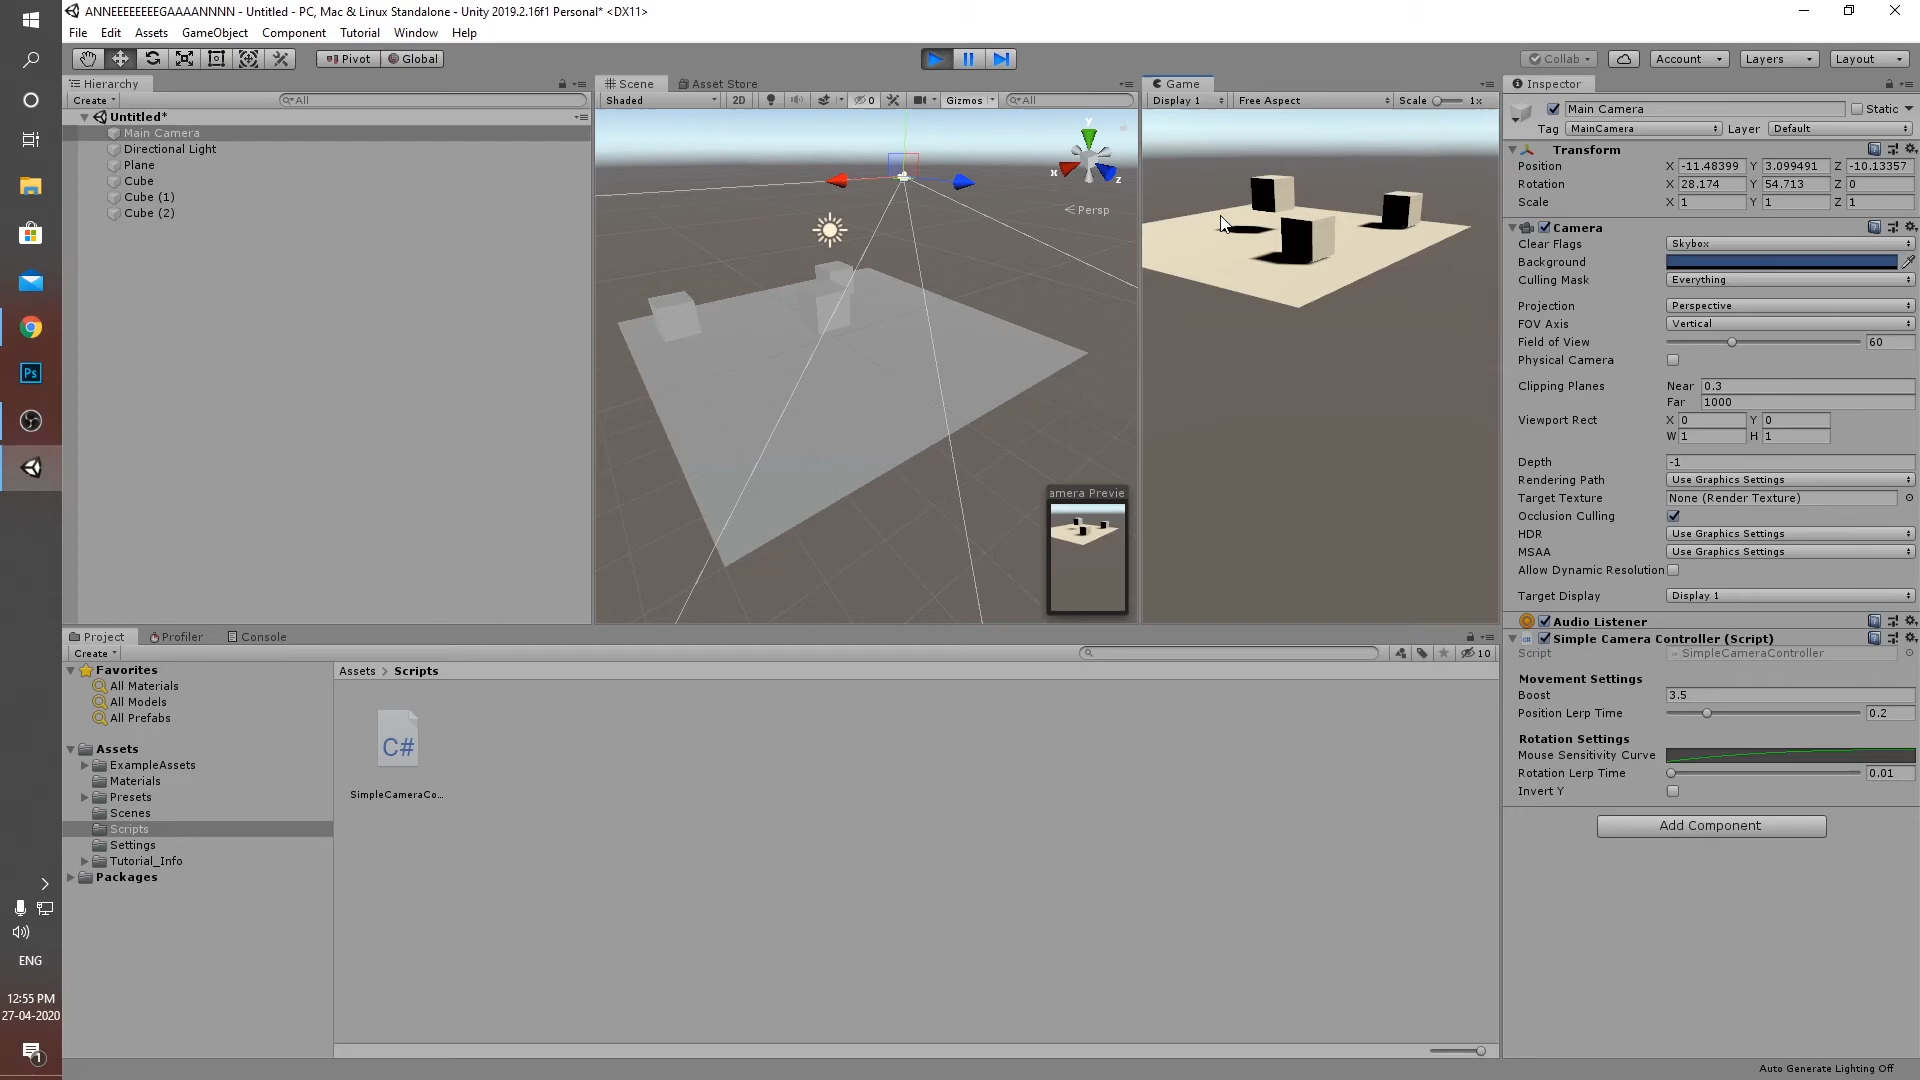 ANNEEEEEEEGAAAANNNN - Untitled - PC, Mac & Linux Standalone - Unity 2019.2.16f1 Personal* <DX11>
File Edit Assets GameObject Component Tutorial Window Help
Pivot Global Collab Account Layers Layout
Hierarchy
Create All
Untitled*
Main Camera
Directional Light
Plane
Cube
Cube (1)
Cube (2)
Scene Asset Store
Shaded 2D 0 Gizmos All
y
x
z
Persp
amera Previe
Game
Display 1 Free Aspect Scale 1x
Inspector
Main Camera Static
Tag MainCamera Layer Default
Transform
Position X -11.48399 Y 3.099491 Z -10.13357
Rotation X 28.174 Y 54.713 Z 0
Scale X 1 Y 1 Z 1
Camera
Clear Flags Skybox
Background
Culling Mask Everything
Projection Perspective
FOV Axis Vertical
Field of View 60
Physical Camera
Clipping Planes Near 0.3
Far 1000
Viewport Rect X 0 Y 0
W 1 H 1
Depth -1
Rendering Path Use Graphics Settings
Target Texture None (Render Texture)
Occlusion Culling
HDR Use Graphics Settings
MSAA Use Graphics Settings
Allow Dynamic Resolution
Target Display Display 1
Audio Listener
Simple Camera Controller (Script)
Script SimpleCameraController
Movement Settings
Boost 3.5
Position Lerp Time 0.2
Rotation Settings
Mouse Sensitivity Curve
Rotation Lerp Time 0.01
Invert Y
Add Component
Project Profiler Console
Create 10
Favorites
All Materials
All Models
All Prefabs
Assets
ExampleAssets
Materials
Presets
Scenes
Scripts
Settings
Tutorial_Info
Packages
Assets > Scripts
C#
SimpleCameraCo...
Ps
ENG
12:55 PM
27-04-2020
1
Auto Generate Lighting Off